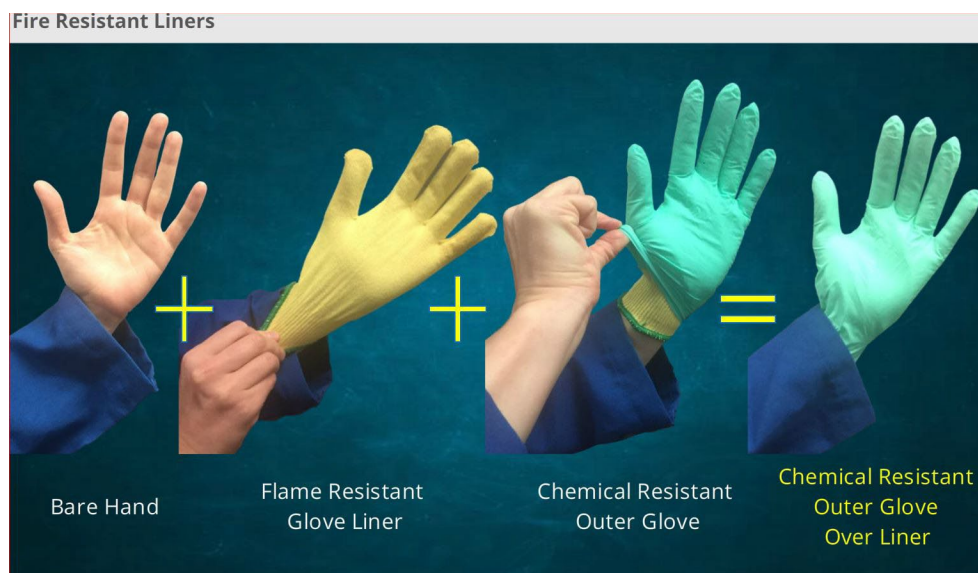 Fire Resistant Liners
Bare Hand
Flame Resistant
Glove Liner
Chemical Resistant
Outer Glove
Chemical Resistant
Outer Glove
Over Liner